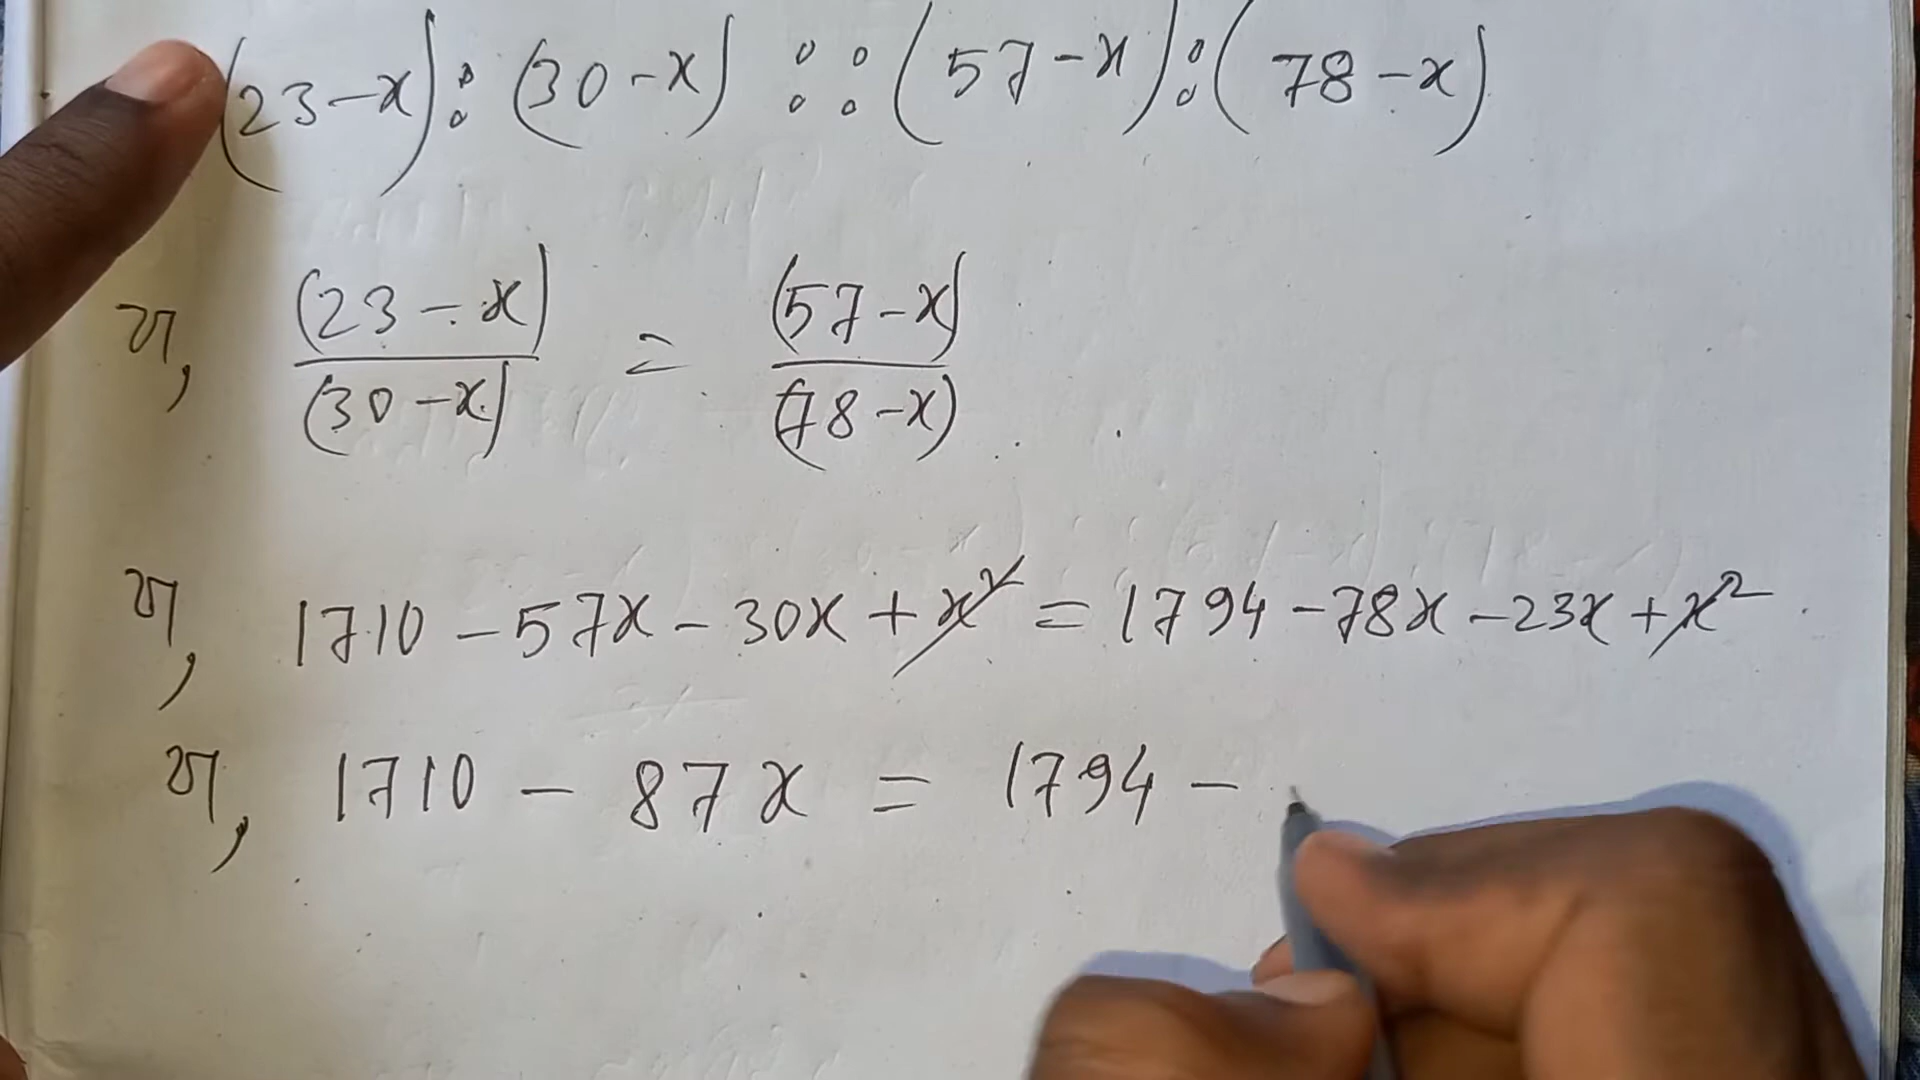 (23-x):(30-x) :: (57-x):(78-x)
বা, (23-x)/(30-x) = (57-x)/(78-x)
বা, 1710-57x-30x+x² = 1794-78x-23x+x²
বা, 1710 - 87x = 1794 -